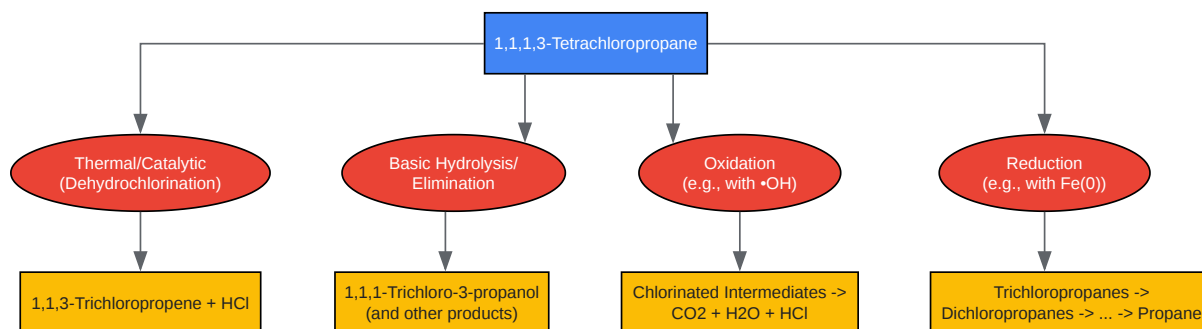 1,1,1,3-Tetrachloropropane
Thermal/Catalytic
(Dehydrochlorination)
Basic Hydrolysis/
Elimination
Oxidation
(e.g., with •OH)
Reduction
(e.g., with Fe(0))
1,1,3-Trichloropropene + HCl
1,1,1-Trichloro-3-propanol
(and other products)
Chlorinated Intermediates ->
CO2 + H2O + HCl
Trichloropropanes ->
Dichloropropanes -> ... -> Propane